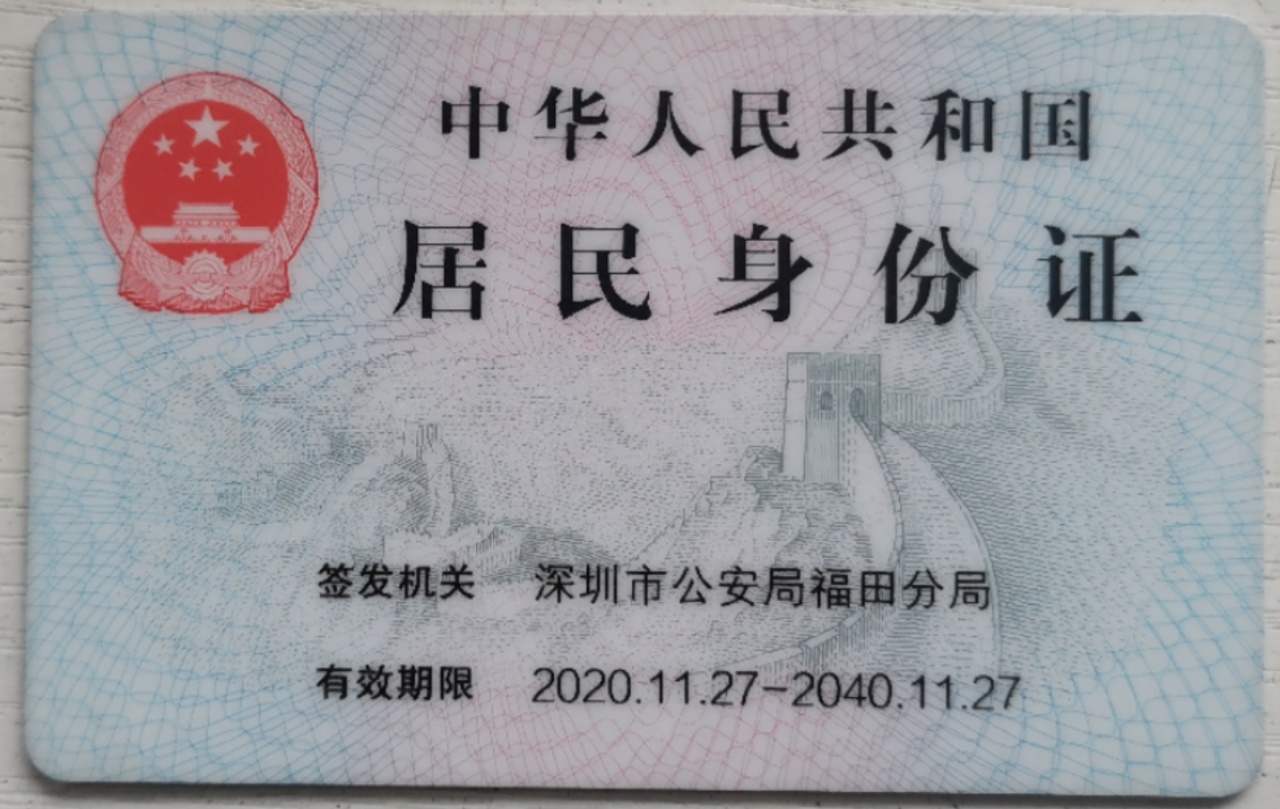 中华人民共和国
居民身份证
签发机关 深圳市公安局福田分局
有效期限 2020.11.27-2040.11.27